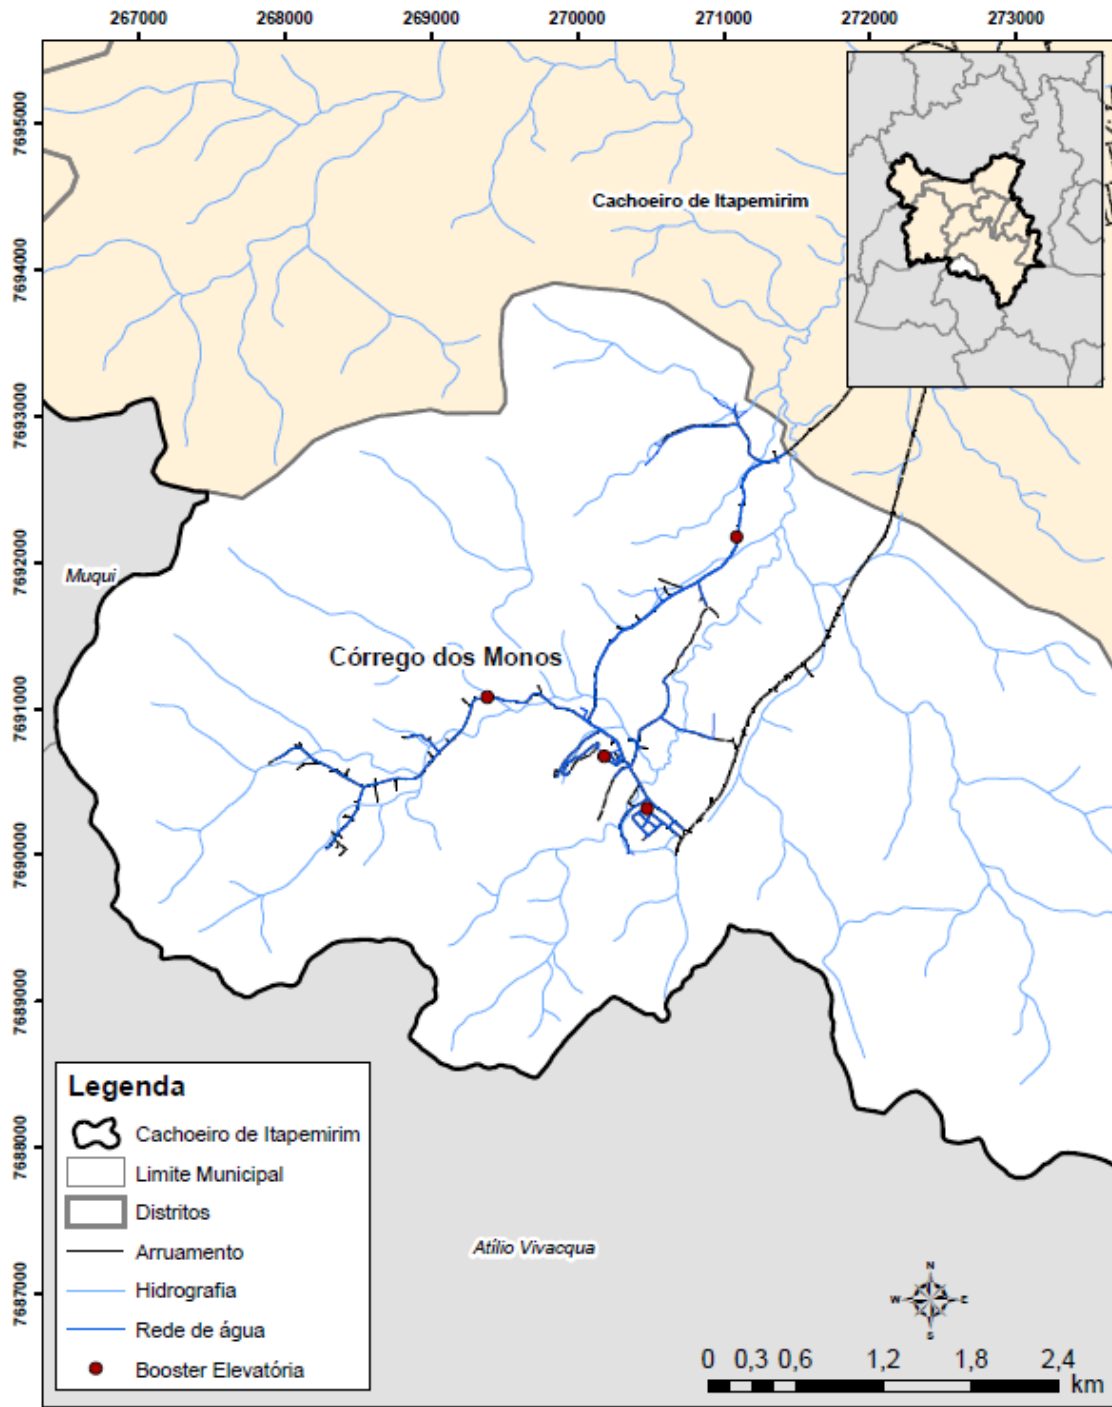 267000 268000 269000 270000 271000 272000 273000
7695000
Cachoeiro de Itapemirim
7694000
7693000
7692000
Muqui
Córrego dos Monos
7691000
7690000
7689000
7688000
7687000
Legenda
Cachoeiro de Itapemirim
Limite Municipal
Distritos
Arruamento
Hidrografia
Rede de água
Booster Elevatória
Atílio Vivacqua
N
W E
S
0 0,3 0,6 1,2 1,8 2,4
km